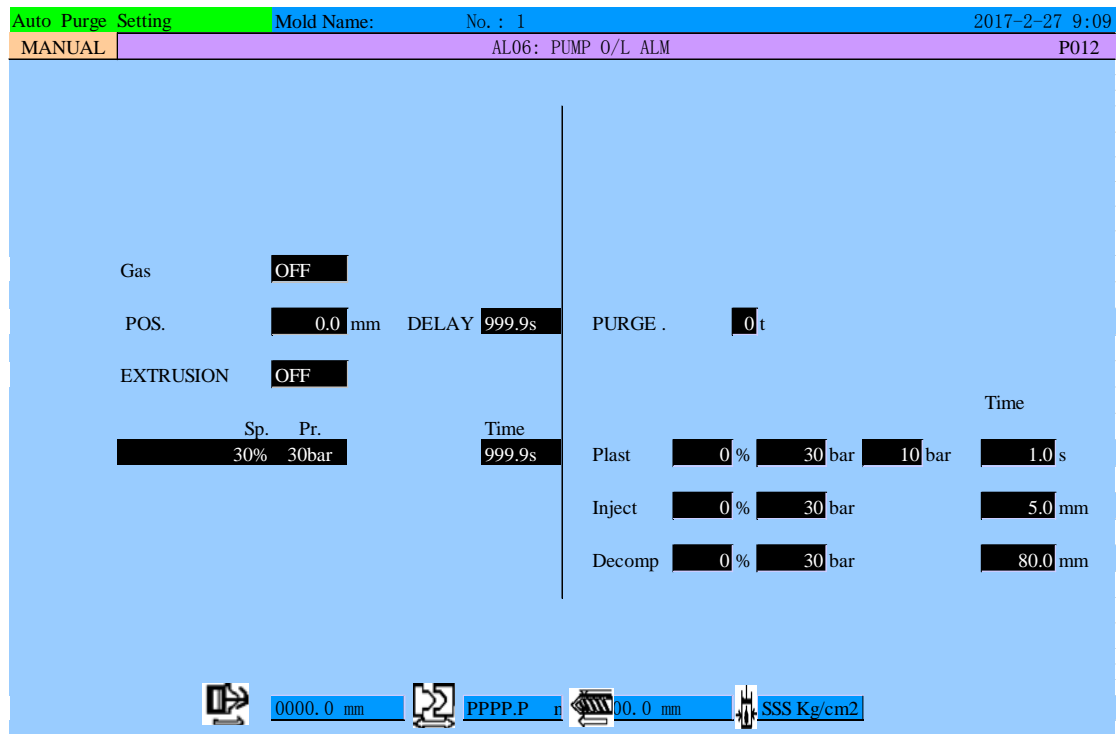 Auto Purge Setting Mold Name: No. : 1 2017-2-27 9:09
MANUAL AL06: PUMP O/L ALM P012
Gas OFF
POS. 0.0 mm DELAY 999.9s PURGE . 0 t
EXTRUSION OFF
Time
Sp. Pr. Time
30% 30bar 999.9s Plast 0 % 30 bar 10 bar 1.0 s
Inject 0 % 30 bar 5.0 mm
Decomp 0 % 30 bar 80.0 mm
0000. 0 mm PPPP.P 00. 0 mm SSS Kg/cm2